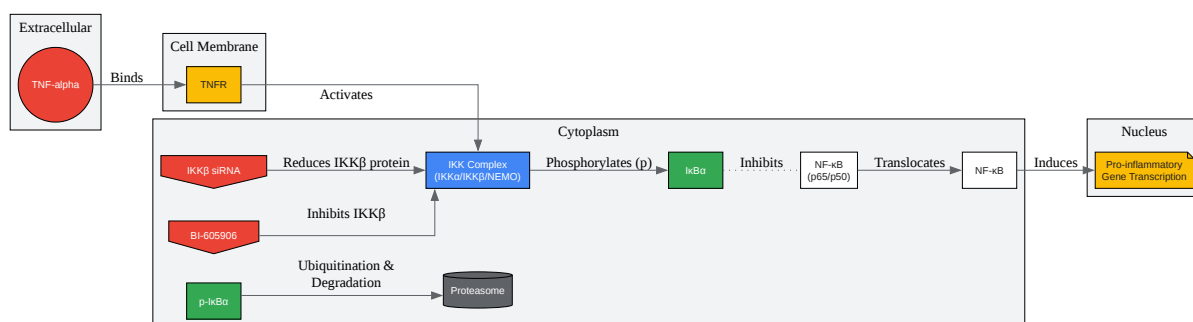 Extracellular
TNF-alpha
Binds
Cell Membrane
TNFR
Activates
Cytoplasm
IKKβ siRNA
Reduces IKKβ protein
IKK Complex
(IKKα/IKKβ/NEMO)
Phosphorylates (p)
IκBα
Inhibits
NF-κB
(p65/p50)
Translocates
NF-κB
Induces
Nucleus
Pro-inflammatory
Gene Transcription
BI-605906
Inhibits IKKβ
p-IκBα
Ubiquitination &
Degradation
Proteasome